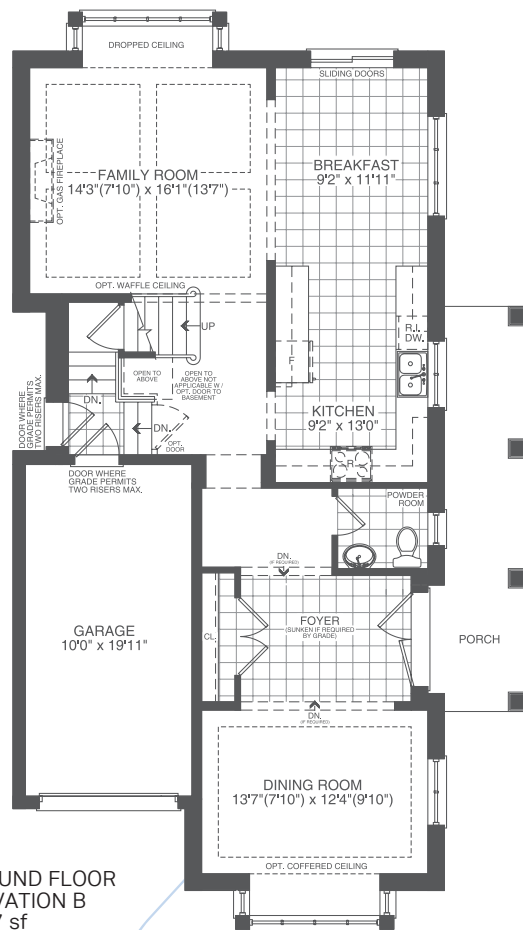 DROPPED CEILING
SLIDING DOORS
OPT. GAS FIREPLACE
FAMILY ROOM
14'3"(7'10") x 16'1"(13'7")
BREAKFAST
9'2" x 11'11"
OPT. WAFFLE CEILING
UP
R.I.
DW.
F
OPEN TO
ABOVE
OPEN TO
ABOVE NOT
APPLICABLE W/
OPT. DOOR TO
BASEMENT
DN.
DN.
OPT.
DOOR
DOOR WHERE
GRADE PERMITS
TWO RISERS MAX.
KITCHEN
9'2" x 13'0"
R
DOOR WHERE
GRADE PERMITS
TWO RISERS MAX.
POWDER
ROOM
DN.
(IF REQUIRED)
GARAGE
10'0" x 19'11"
CL.
FOYER
(SUNKEN IF REQUIRED
BY GRADE)
PORCH
DN.
(IF REQUIRED)
DINING ROOM
13'7"(7'10") x 12'4"(9'10")
OPT. COFFERED CEILING
UND FLOOR
VATION B
sf